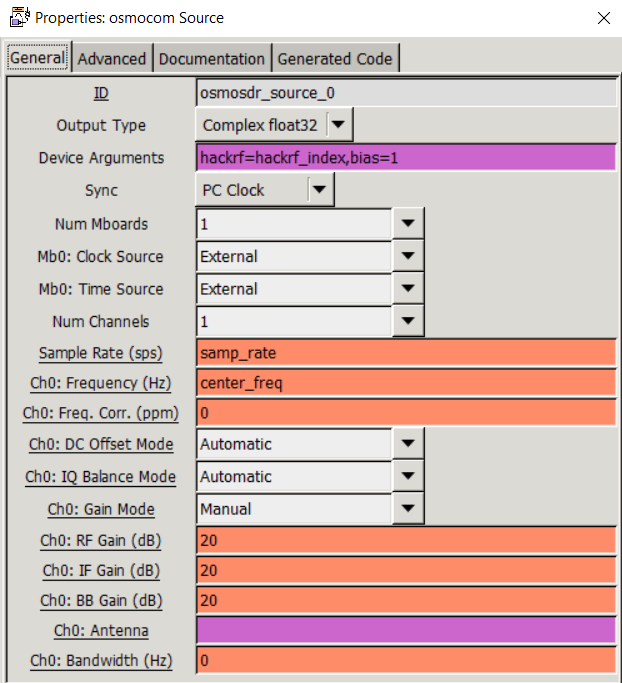 Properties: osmocom Source
General Advanced Documentation Generated Code
ID osmosdr_source_0
Output Type Complex float32
Device Arguments hackrf=hackrf_index,bias=1
Sync PC Clock
Num Mboards 1
Mb0: Clock Source External
Mb0: Time Source External
Num Channels 1
Sample Rate (sps) samp_rate
Ch0: Frequency (Hz) center_freq
Ch0: Freq. Corr. (ppm) 0
Ch0: DC Offset Mode Automatic
Ch0: IQ Balance Mode Automatic
Ch0: Gain Mode Manual
Ch0: RF Gain (dB) 20
Ch0: IF Gain (dB) 20
Ch0: BB Gain (dB) 20
Ch0: Antenna
Ch0: Bandwidth (Hz) 0